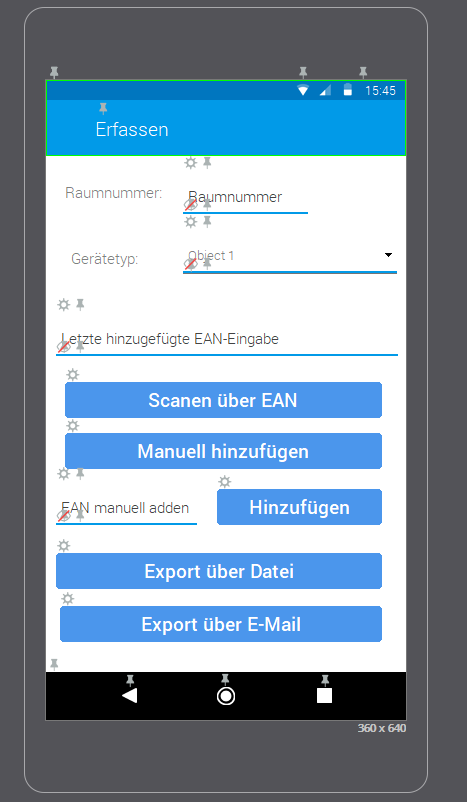 15:45
Erfassen
Raumnummer:
Raumnummer
Gerätetyp:
Object 1
Letzte hinzugefügte EAN-Eingabe
Scanen über EAN
Manuell hinzufügen
EAN manuell adden
Hinzufügen
Export über Datei
Export über E-Mail
360 x 640